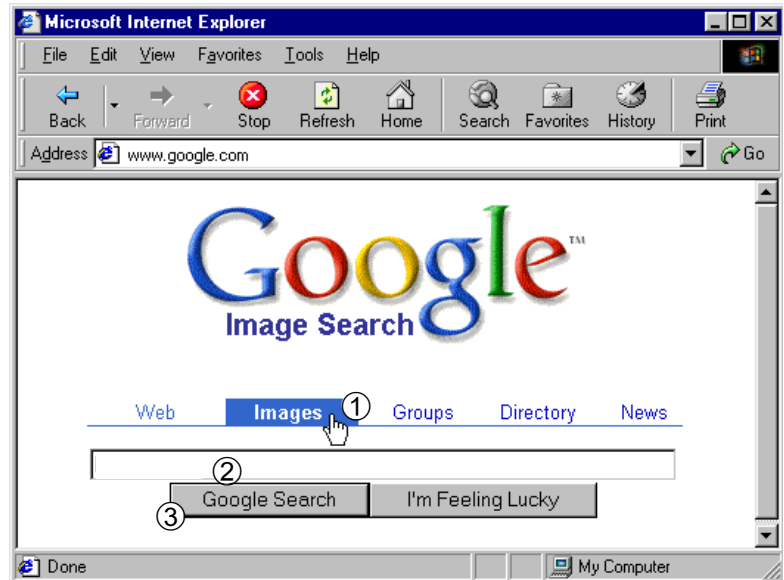 Microsoft Internet Explorer
File Edit View Favorites Tools Help
Back Forward Stop Refresh Home Search Favorites History Print
Address www.google.com Go
Google™
Image Search
Web Images ① Groups Directory News
②
Google Search I'm Feeling Lucky
③
Done My Computer